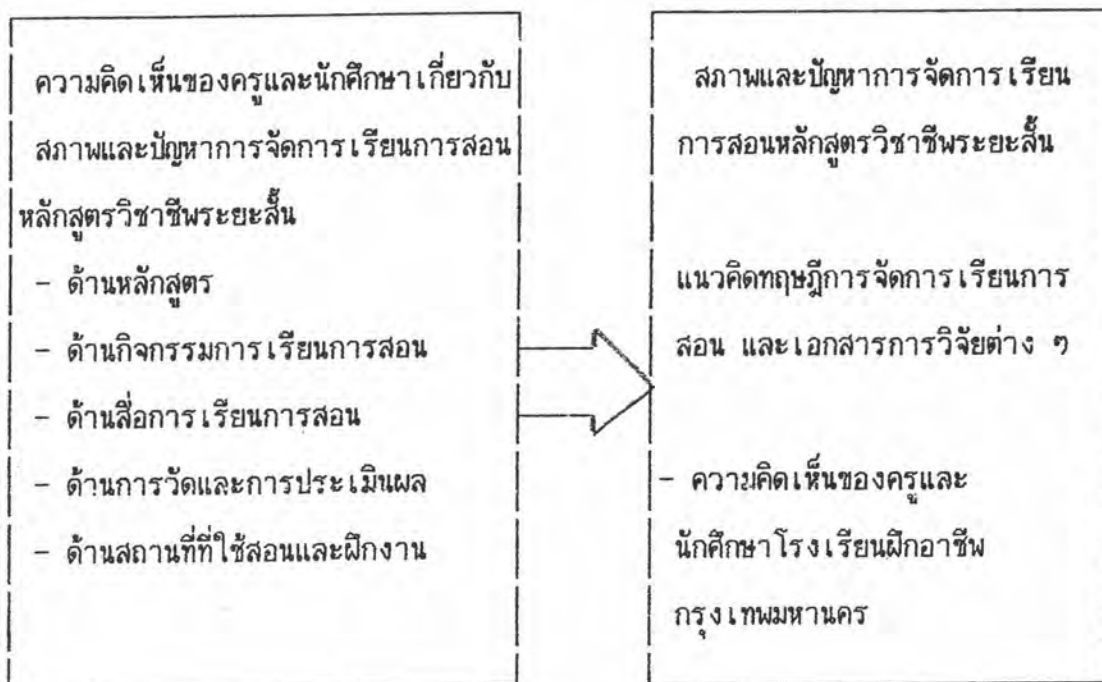 ความคิดเห็นของครูและนักศึกษาเกี่ยวกับ
สภาพและปัญหาการจัดการเรียนการสอน
หลักสูตรวิชาชีพระยะสั้น
- ด้านหลักสูตร
- ด้านกิจกรรมการเรียนการสอน
- ด้านสื่อการเรียนการสอน
- ด้านการวัดและการประเมินผล
- ด้านสถานที่ที่ใช้สอนและฝึกงาน
สภาพและปัญหาการจัดการเรียน
การสอนหลักสูตรวิชาชีพระยะสั้น
แนวคิดทฤษฎีการจัดการเรียนการ
สอน และเอกสารการวิจัยต่าง ๆ
- ความคิดเห็นของครูและ
นักศึกษาโรงเรียนฝึกอาชีพ
กรุงเทพมหานคร